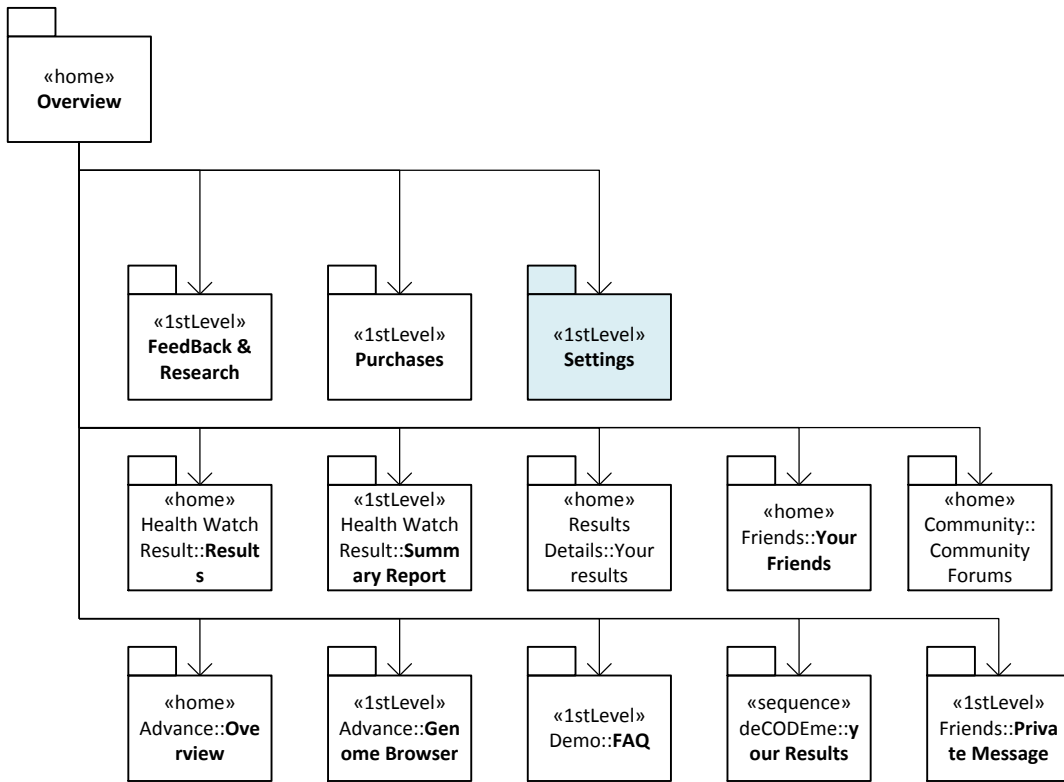 «home»
Overview
«1stLevel»
FeedBack &
Research
«1stLevel»
Purchases
«1stLevel»
Settings
«home»
Health Watch
Result::Result
s
«1stLevel»
Health Watch
Result::Summ
ary Report
«home»
Results
Details::Your
results
«home»
Friends::Your
Friends
«home»
Community::
Community
Forums
«home»
Advance::Ove
rview
«1stLevel»
Advance::Gen
ome Browser
«1stLevel»
Demo::FAQ
«sequence»
deCODEme::y
our Results
«1stLevel»
Friends::Priva
te Message